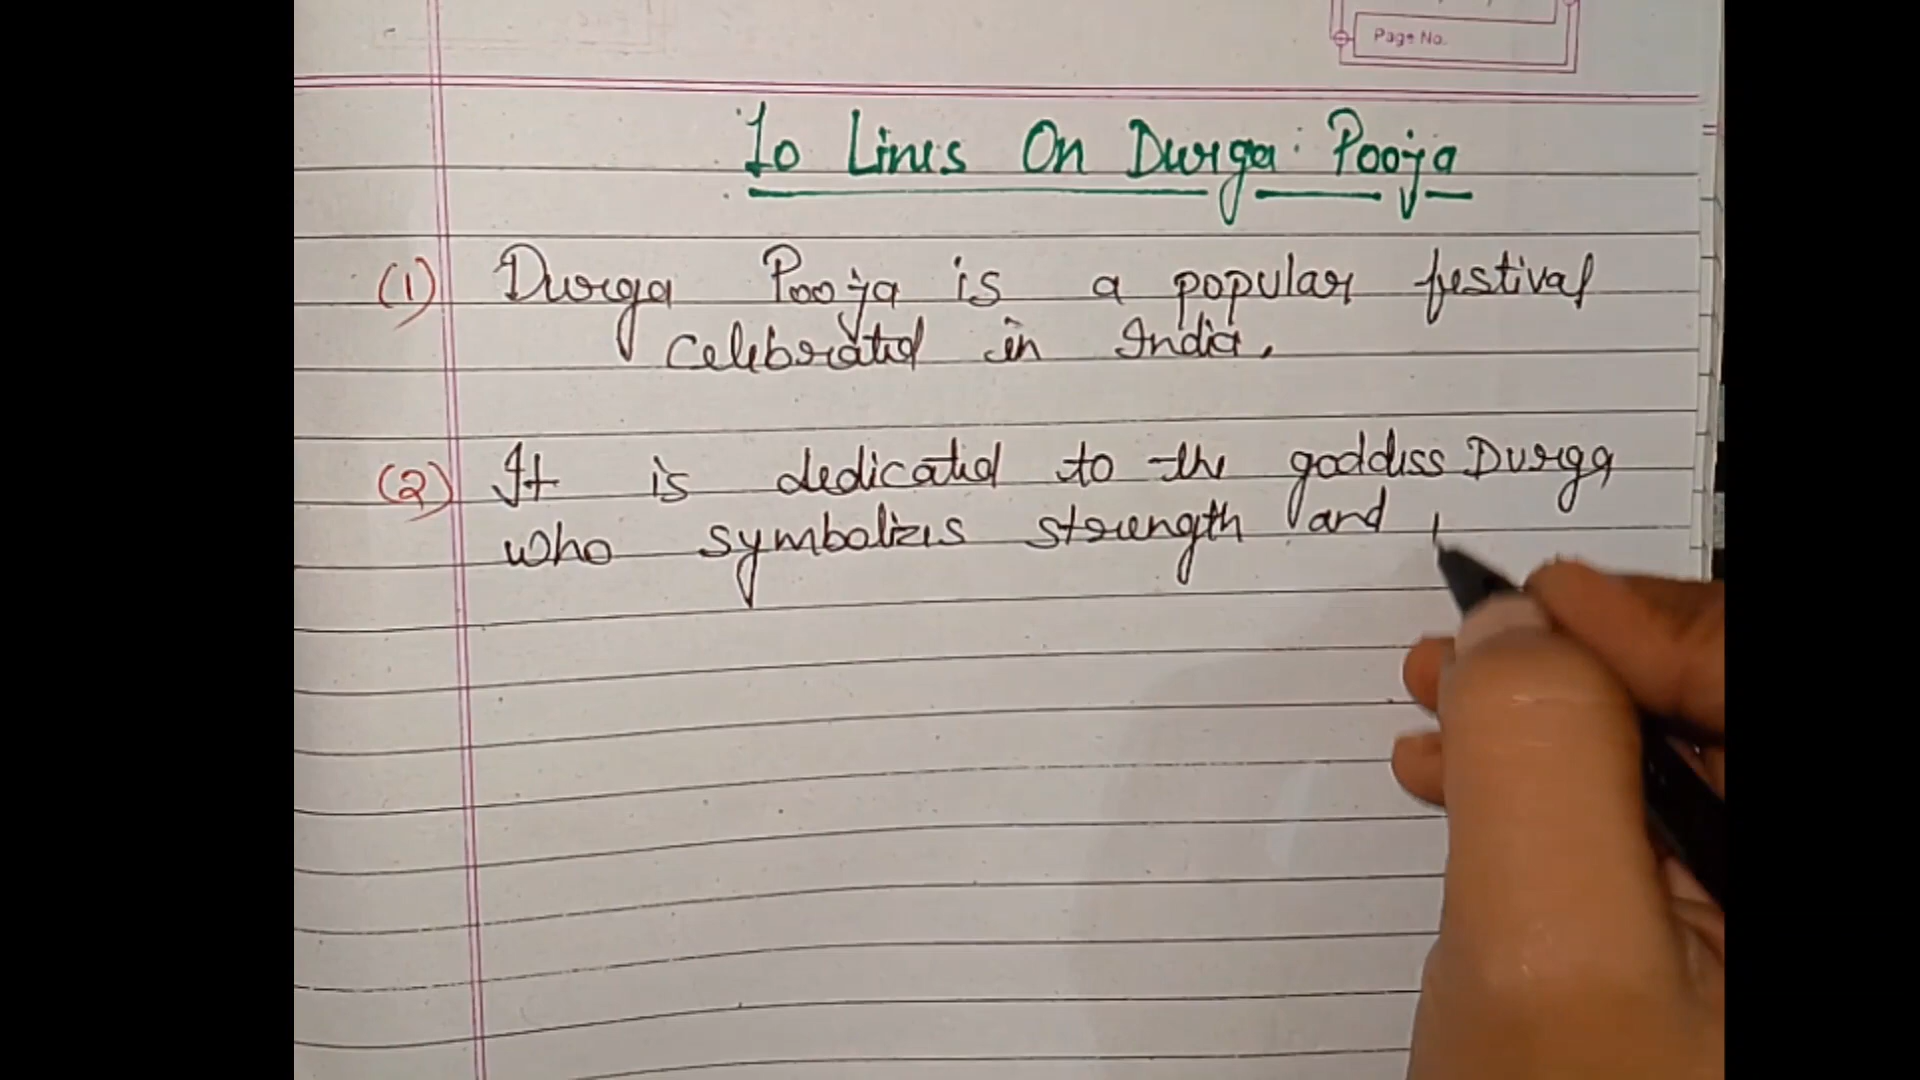 Page No.
10 Lines On Durga Pooja
(1) Durga Pooja is a popular festival
celebrated in India.
(2) It is dedicated to the goddess Durga
who symbolizes strength and